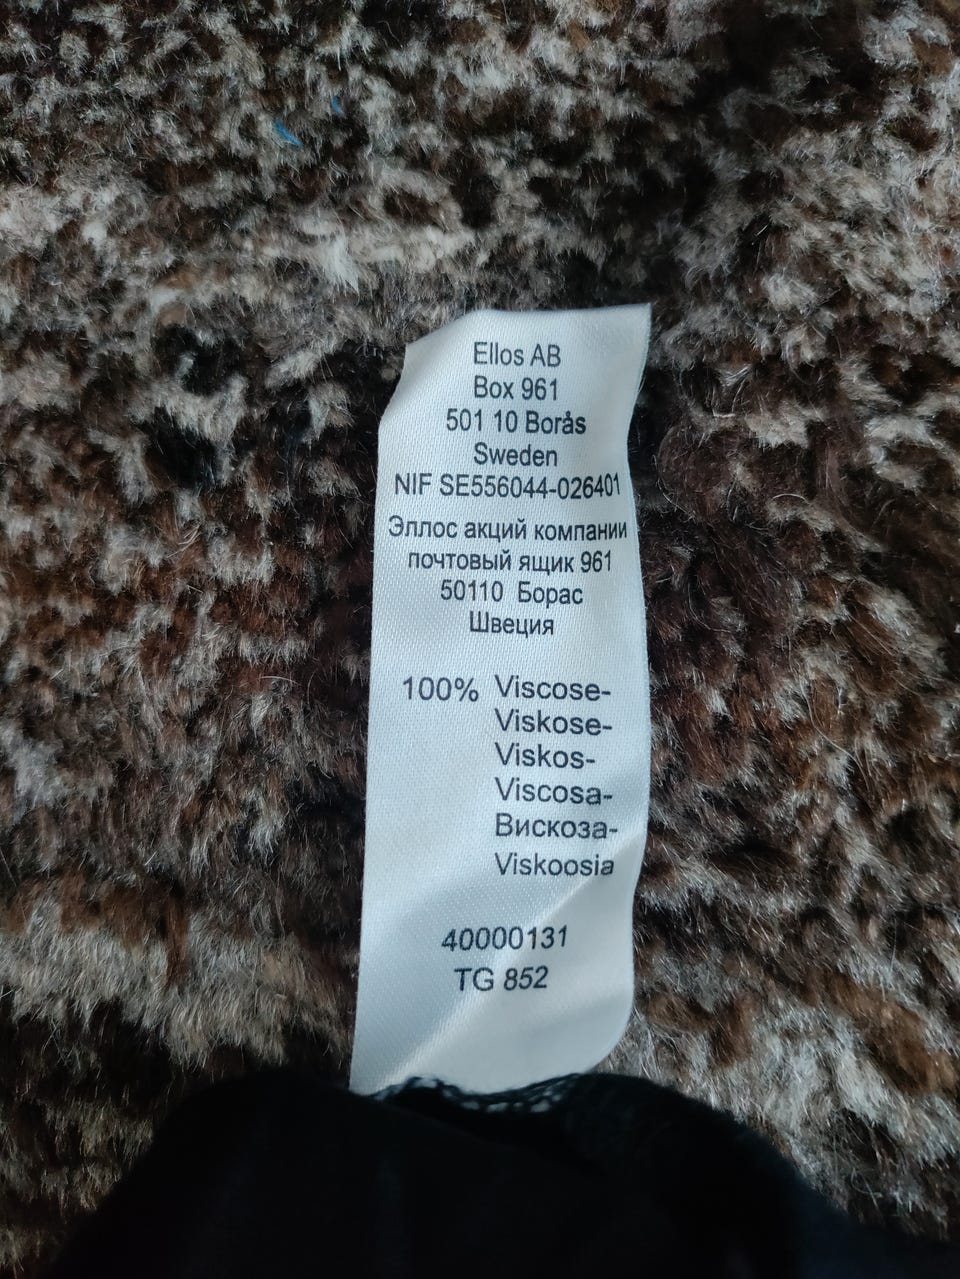 Ellos AB
Box 961
501 10 Borås
Sweden
NIF SE556044-026401
Эллос акций компании
почтовый ящик 961
50110 Борас
Швеция
100% Viscose-
Viskose-
Viskos-
Viscosa-
Вискоза-
Viskoosia
40000131
TG 852